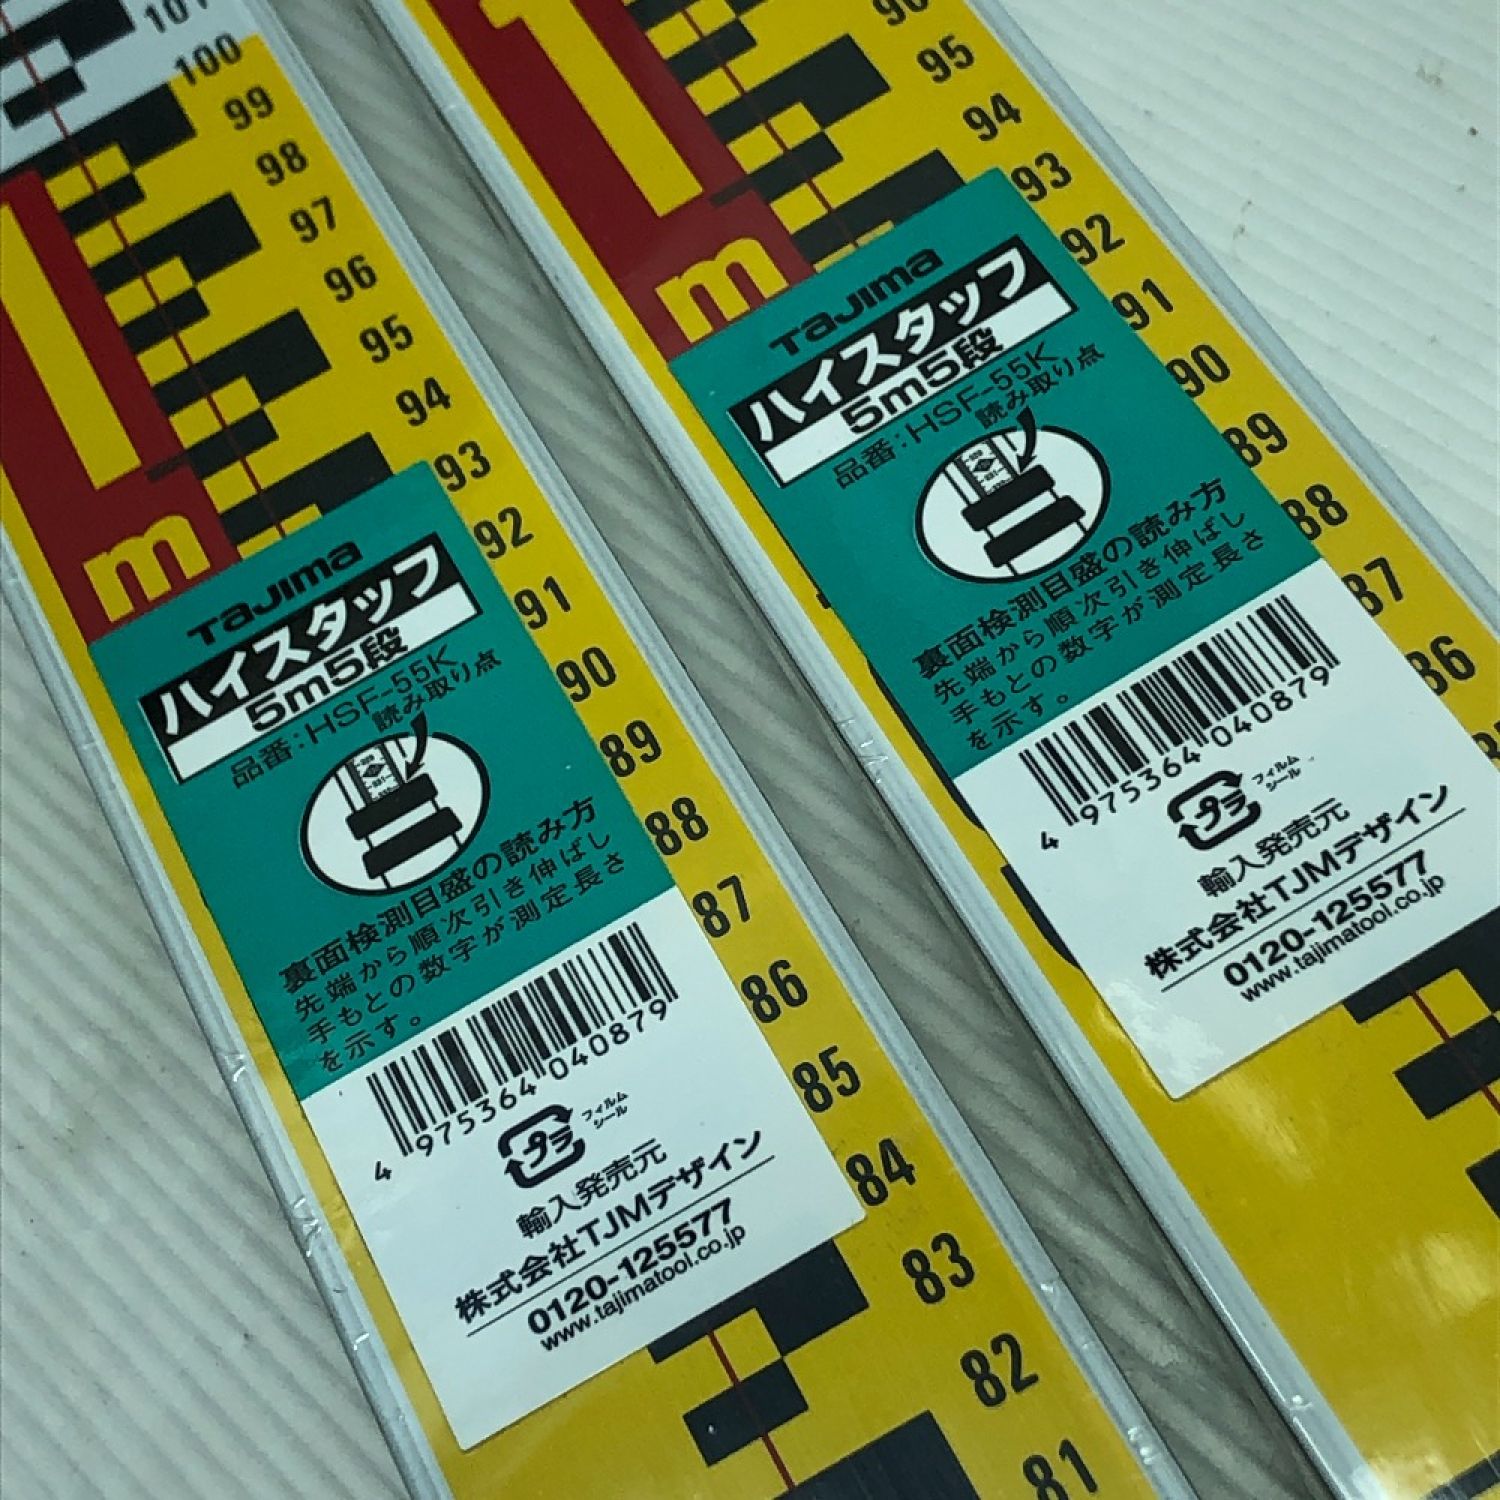 101
100
99
98
97
96
95
94
93
92
91
90
89
88
87
86
85
84
83
82
81
1
m
TaJIma
ハイスタッフ
5m5段
品番:HSF-55K
読み取り点
裏面検測目盛の読み方
先端から順次引き伸ばし
手もとの数字が測定長さ
を示す。
4 975364 040879
プラ
フィルム
シール
輸入発売元
株式会社TJMデザイン
0120-125577
www.tajimatool.co.jp
1
m
96
95
94
93
92
91
90
89
88
87
86
TaJIma
ハイスタッフ
5m5段
品番:HSF-55K
読み取り点
裏面検測目盛の読み方
先端から順次引き伸ばし
手もとの数字が測定長さ
を示す。
4 975364 040879
プラ
フィルム
シール
輸入発売元
株式会社TJMデザイン
0120-125577
www.tajimatool.co.jp